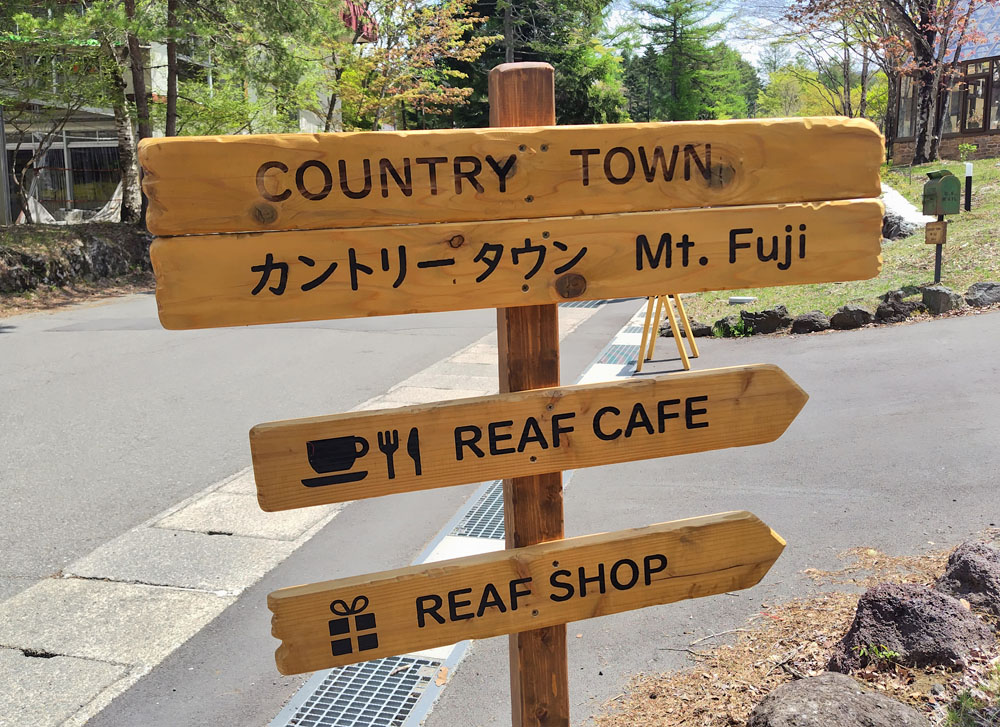 COUNTRY TOWN
カントリータウン Mt. Fuji
REAF CAFE
REAF SHOP